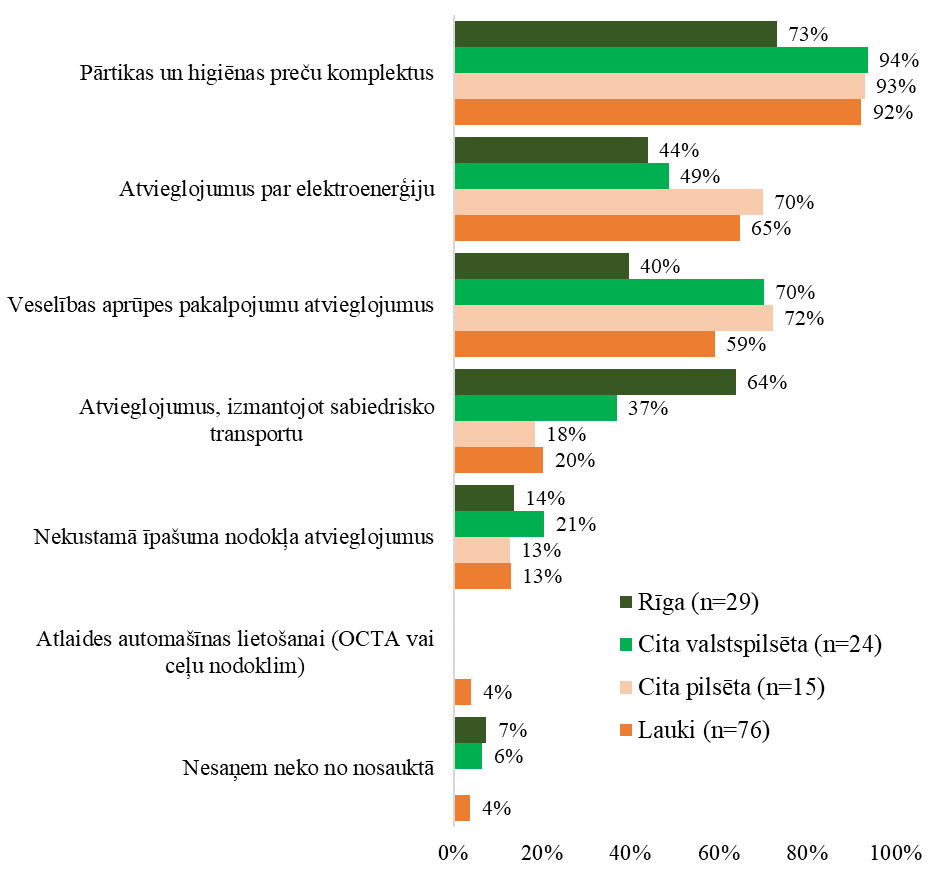 73%
Pārtikas un higiēnas preču komplektus
94%
93%
92%
44%
Atvieglojumus par elektroenerģiju
49%
70%
65%
40%
Veselības aprūpes pakalpojumu atvieglojumus
70%
72%
59%
64%
Atvieglojumus, izmantojot sabiedrisko
transportu
37%
18%
20%
14%
Nekustamā īpašuma nodokļa atvieglojumus
21%
13%
13%
Atlaides automašīnas lietošanai (OCTA vai
ceļu nodoklim)
4%
7%
Nesaņem neko no nosauktā
6%
4%
Rīga (n=29)
Cita valstspilsēta (n=24)
Cita pilsēta (n=15)
Lauki (n=76)
0% 20% 40% 60% 80% 100%